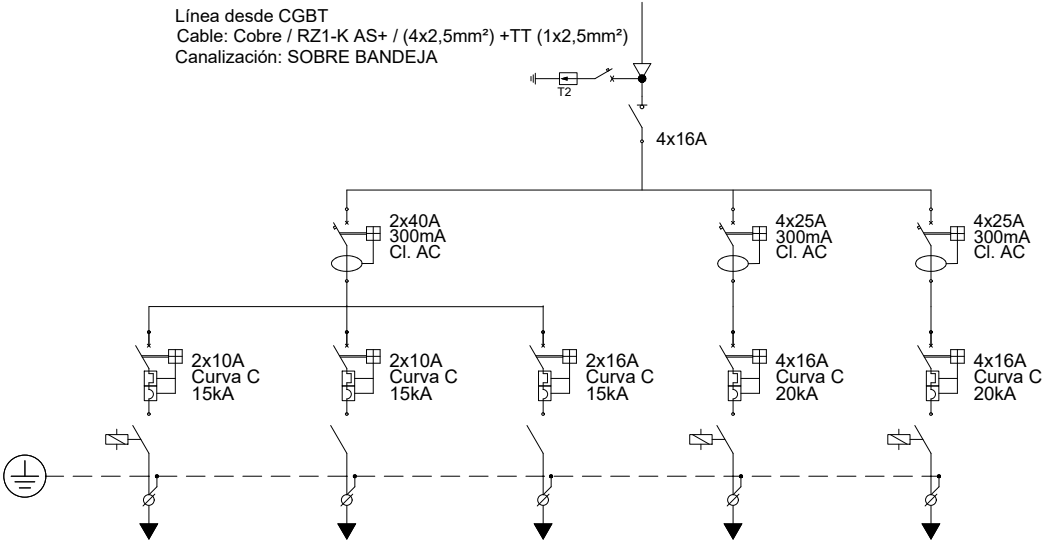 Línea desde CGBT
Cable: Cobre / RZ1-K AS+ / (4x2,5mm²) +TT (1x2,5mm²)
Canalización: SOBRE BANDEJA
T2
4x16A
2x40A
300mA
Cl. AC
4x25A
300mA
Cl. AC
4x25A
300mA
Cl. AC
2x10A
Curva C
15kA
2x10A
Curva C
15kA
2x16A
Curva C
15kA
4x16A
Curva C
20kA
4x16A
Curva C
20kA